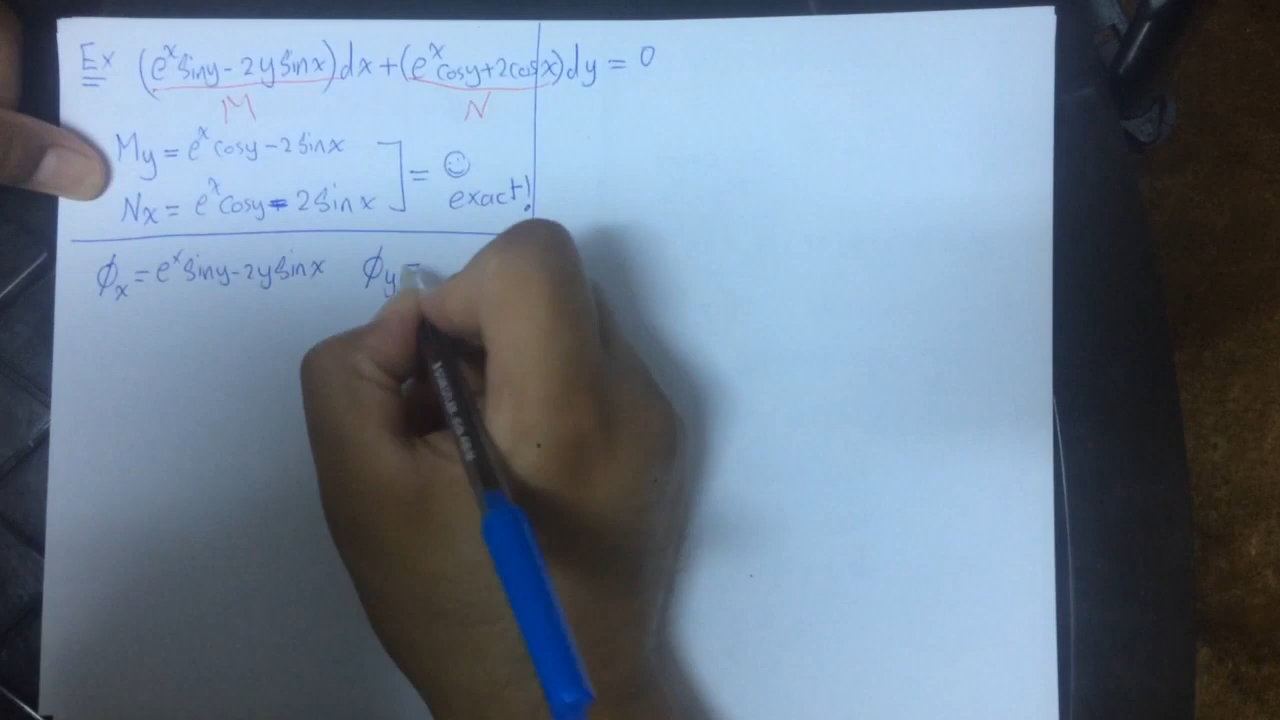 Ex (e^x siny - 2y sinx)dx + (e^x cosy + 2cosx)dy = 0
M N
My = e^x cosy - 2 sinx
Nx = e^x cosy - 2 sinx ] = ☺ exact!
ϕx = e^x siny - 2y sinx ϕy =